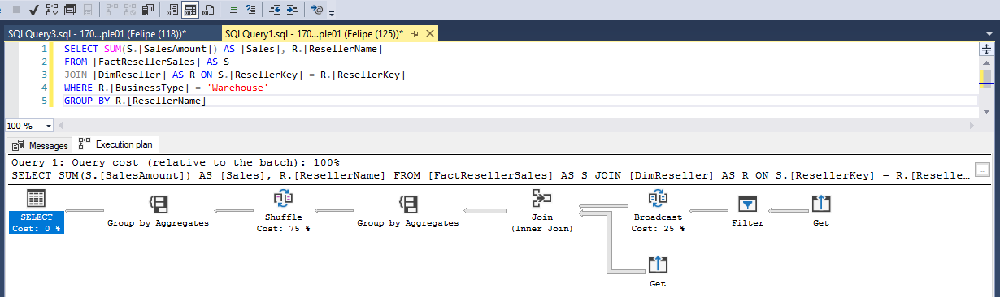 SQLQuery3.sql - 170...ple01 (Felipe (118))*
SQLQuery1.sql - 170...ple01 (Felipe (125))*
1 SELECT SUM(S.[SalesAmount]) AS [Sales], R.[ResellerName]
2 FROM [FactResellerSales] AS S
3 JOIN [DimReseller] AS R ON S.[ResellerKey] = R.[ResellerKey]
4 WHERE R.[BusinessType] = 'Warehouse'
5 GROUP BY R.[ResellerName]
100 %
Messages
Execution plan
Query 1: Query cost (relative to the batch): 100%
SELECT SUM(S.[SalesAmount]) AS [Sales], R.[ResellerName] FROM [FactResellerSales] AS S JOIN [DimReseller] AS R ON S.[ResellerKey] = R.[Reselle...
SELECT
Cost: 0 %
Group by Aggregates
Shuffle
Cost: 75 %
Group by Aggregates
Join
(Inner Join)
Broadcast
Cost: 25 %
Filter
Get
Get